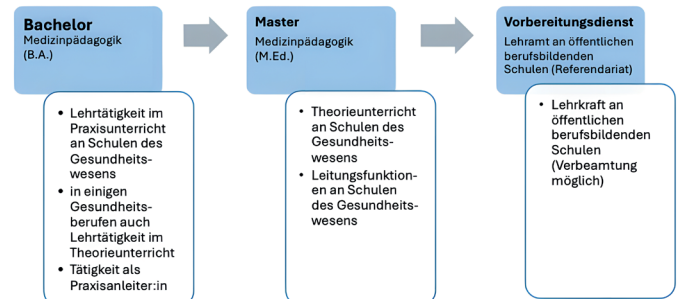 Bachelor
Medizinpädagogik
(B.A.)
• Lehrtätigkeit im
Praxisunterricht
an Schulen des
Gesundheits-
wesens
• in einigen
Gesundheits-
berufen auch
Lehrtätigkeit im
Theorieunterricht
• Tätigkeit als
Praxisanleiter:in
Master
Medizinpädagogik
(M.Ed.)
• Theorieunterricht
an Schulen des
Gesundheits-
wesens
• Leitungsfunktion-
en an Schulen
des Gesundheits-
wesens
Vorbereitungsdienst
Lehramt an öffentlichen
berufsbildenden
Schulen (Referendariat)
• Lehrkraft an
öffentlichen
berufsbildenden
Schulen
(Verbeamtung
möglich)